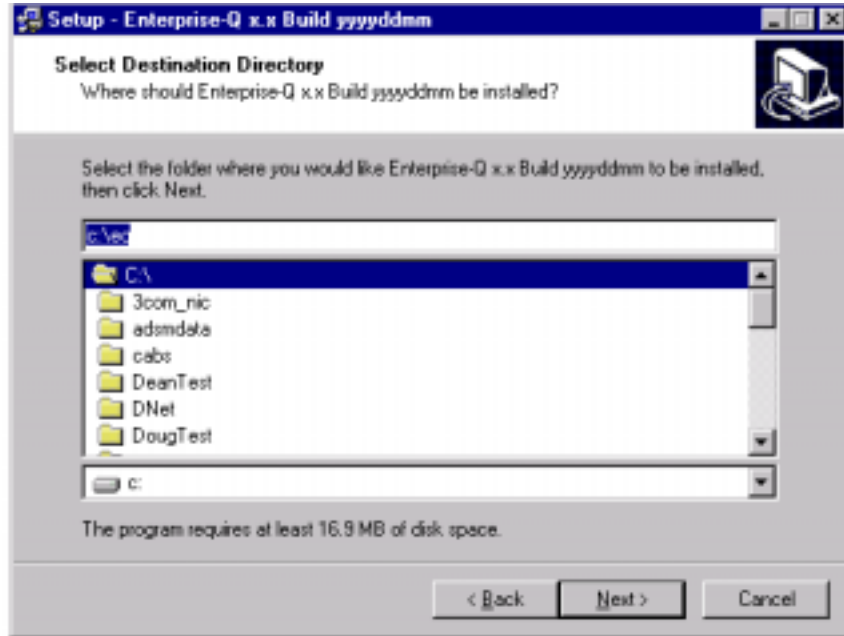 Setup - Enterprise-Q x.x Build yyyyddmm
Select Destination Directory
Where should Enterprise-Q x.x Build yyyyddmm be installed?
Select the folder where you would like Enterprise-Q x.x Build yyyyddmm to be installed,
then click Next.
c:\eq
C:\
3com_nic
adsmdata
cabs
DeanTest
DNet
DougTest
c:
The program requires at least 16.9 MB of disk space.
< Back
Next >
Cancel